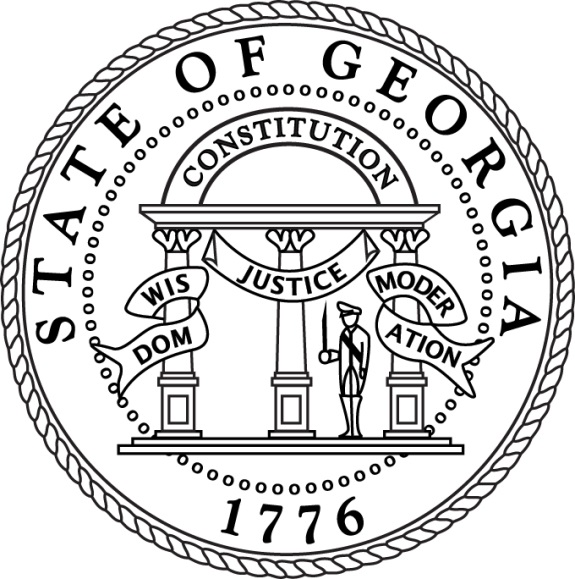 STATE OF GEORGIA
CONSTITUTION
WIS
DOM
JUSTICE
MODER
ATION
1776